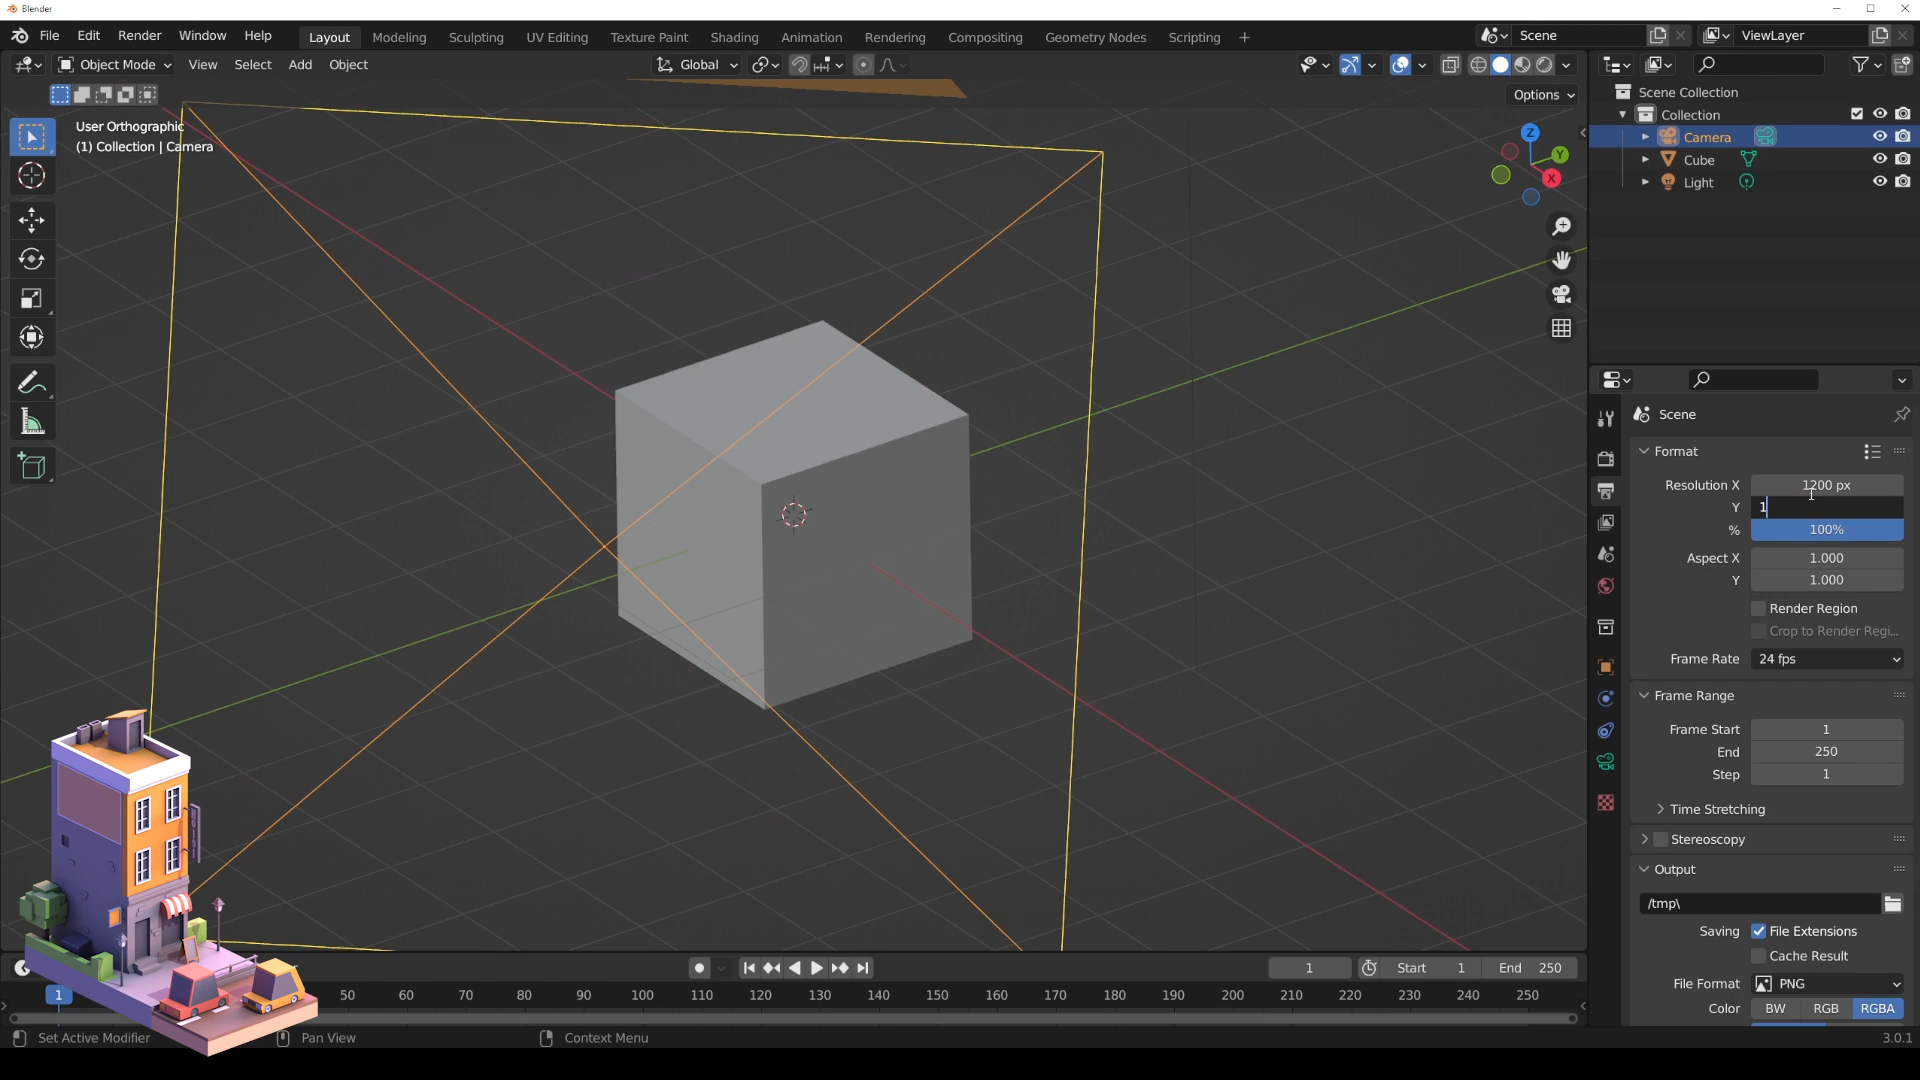 Blender
File Edit Render Window Help Layout Modeling Sculpting UV Editing Texture Paint Shading Animation Rendering Compositing Geometry Nodes Scripting + Scene ViewLayer
Object Mode View Select Add Object Global
Options
User Orthographic
(1) Collection | Camera
Z
Y
X
Scene Collection
Collection
Camera
Cube
Light
Scene
Format
Resolution X 1200 px
Y 1
% 100%
Aspect X 1.000
Y 1.000
Render Region
Crop to Render Regi...
Frame Rate 24 fps
Frame Range
Frame Start 1
End 250
Step 1
Time Stretching
Stereoscopy
Output
/tmp\
Saving File Extensions
Cache Result
File Format PNG
Color BW RGB RGBA
1 Start 1 End 250
1 50 60 70 80 90 100 110 120 130 140 150 160 170 180 190 200 210 220 230 240 250
Set Active Modifier Pan View Context Menu 3.0.1